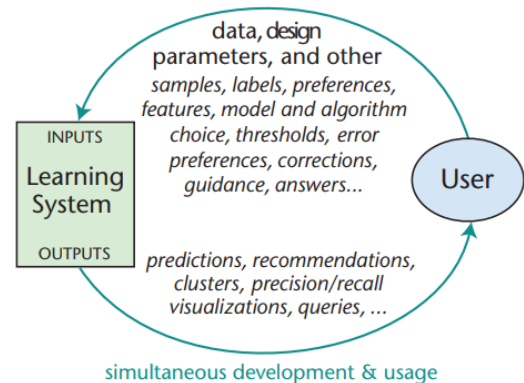 data, design
parameters, and other
samples, labels, preferences,
features, model and algorithm
choice, thresholds, error
preferences, corrections,
guidance, answers...
INPUTS
Learning
System
OUTPUTS
User
predictions, recommendations,
clusters, precision/recall
visualizations, queries, ...
simultaneous development & usage